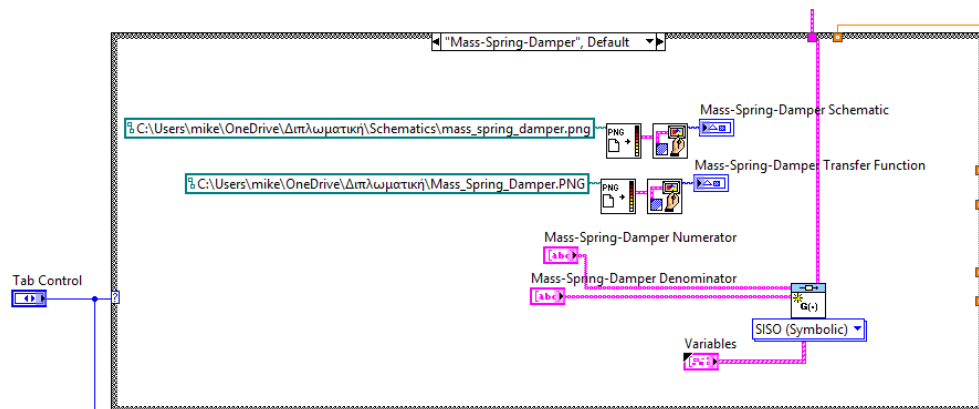 "Mass-Spring-Damper", Default
Mass-Spring-Damper Schematic
C:\Users\mike\OneDrive\Διπλωματική\Schematics\mass_spring_damper.png
PNG
Mass-Spring-Damper Transfer Function
C:\Users\mike\OneDrive\Διπλωματική\Mass_Spring_Damper.PNG
PNG
Mass-Spring-Damper Numerator
[abc]
Mass-Spring-Damper Denominator
[abc]
Tab Control
?
G(·)
SISO (Symbolic)
Variables